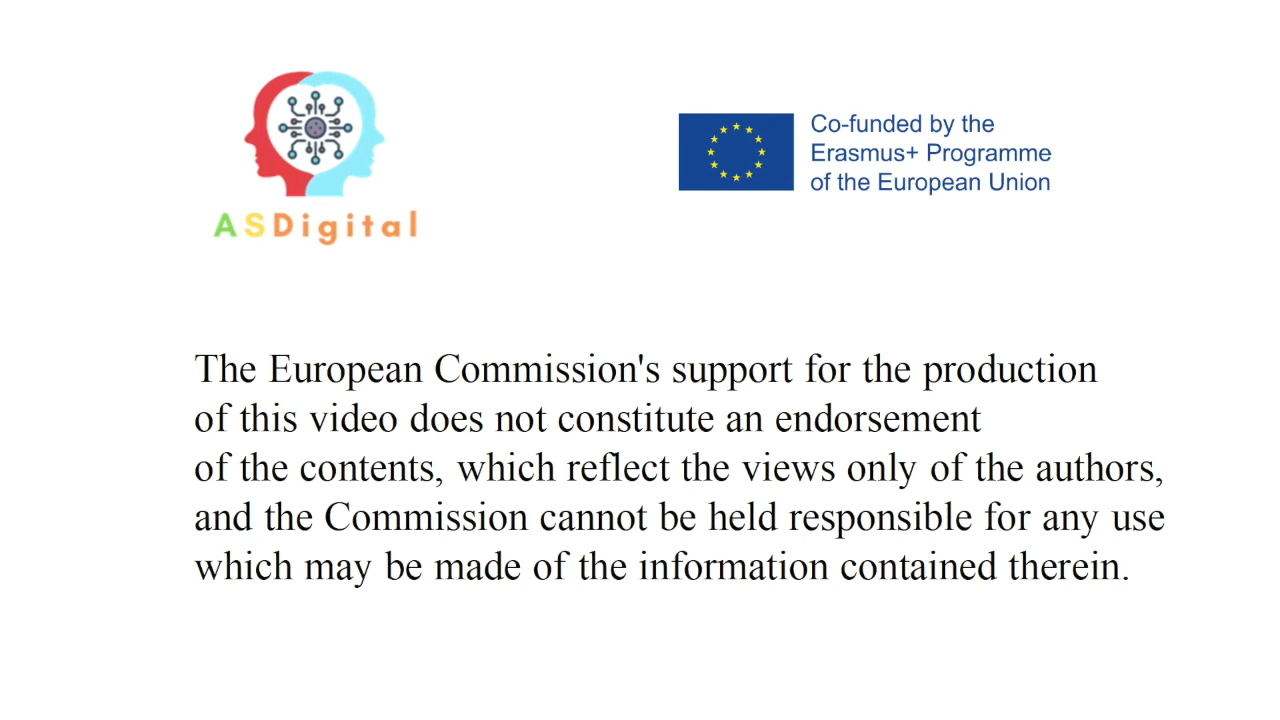 ASDigital
Co-funded by the
Erasmus+ Programme
of the European Union
The European Commission's support for the production
of this video does not constitute an endorsement
of the contents, which reflect the views only of the authors,
and the Commission cannot be held responsible for any use
which may be made of the information contained therein.